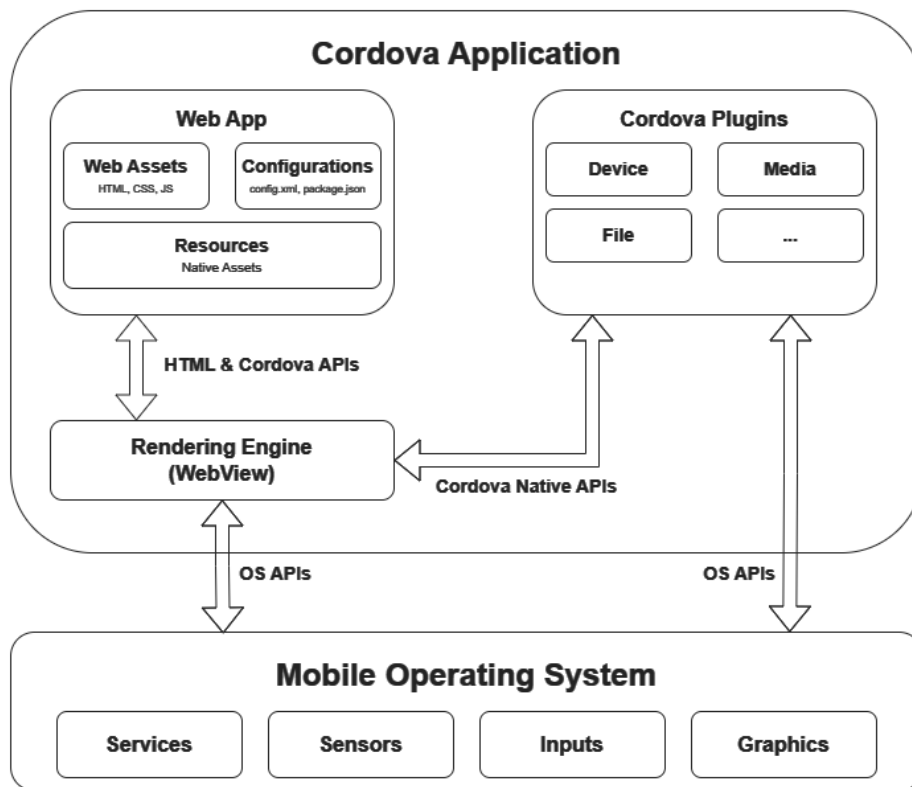 Cordova Application
Web App
Web Assets
HTML, CSS, JS
Configurations
config.xml, package.json
Resources
Native Assets
Cordova Plugins
Device
Media
File
...
HTML & Cordova APIs
Rendering Engine
(WebView)
Cordova Native APIs
OS APIs
OS APIs
Mobile Operating System
Services
Sensors
Inputs
Graphics